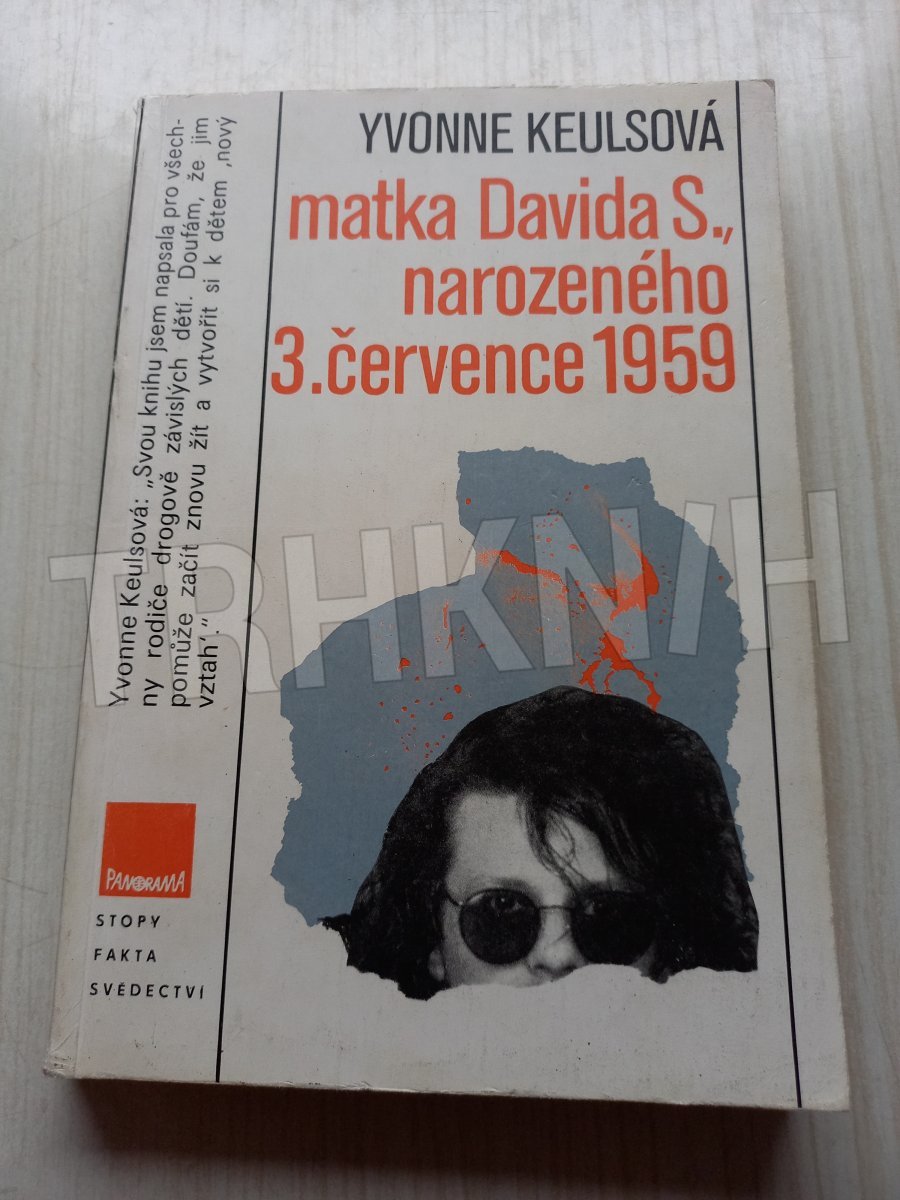 YVONNE KEULSOVÁ
matka Davida S.,
narozeného
3. července 1959
Yvonne Keulsová: „Svou knihu jsem napsala pro všech-
ny rodiče drogově závislých dětí. Doufám, že jim
pomůže začít znovu žít a vytvořit si k dětem ‚nový
vztah‘.“
PANORAMA
STOPY
FAKTA
SVĚDECTVÍ
TRHKNIH